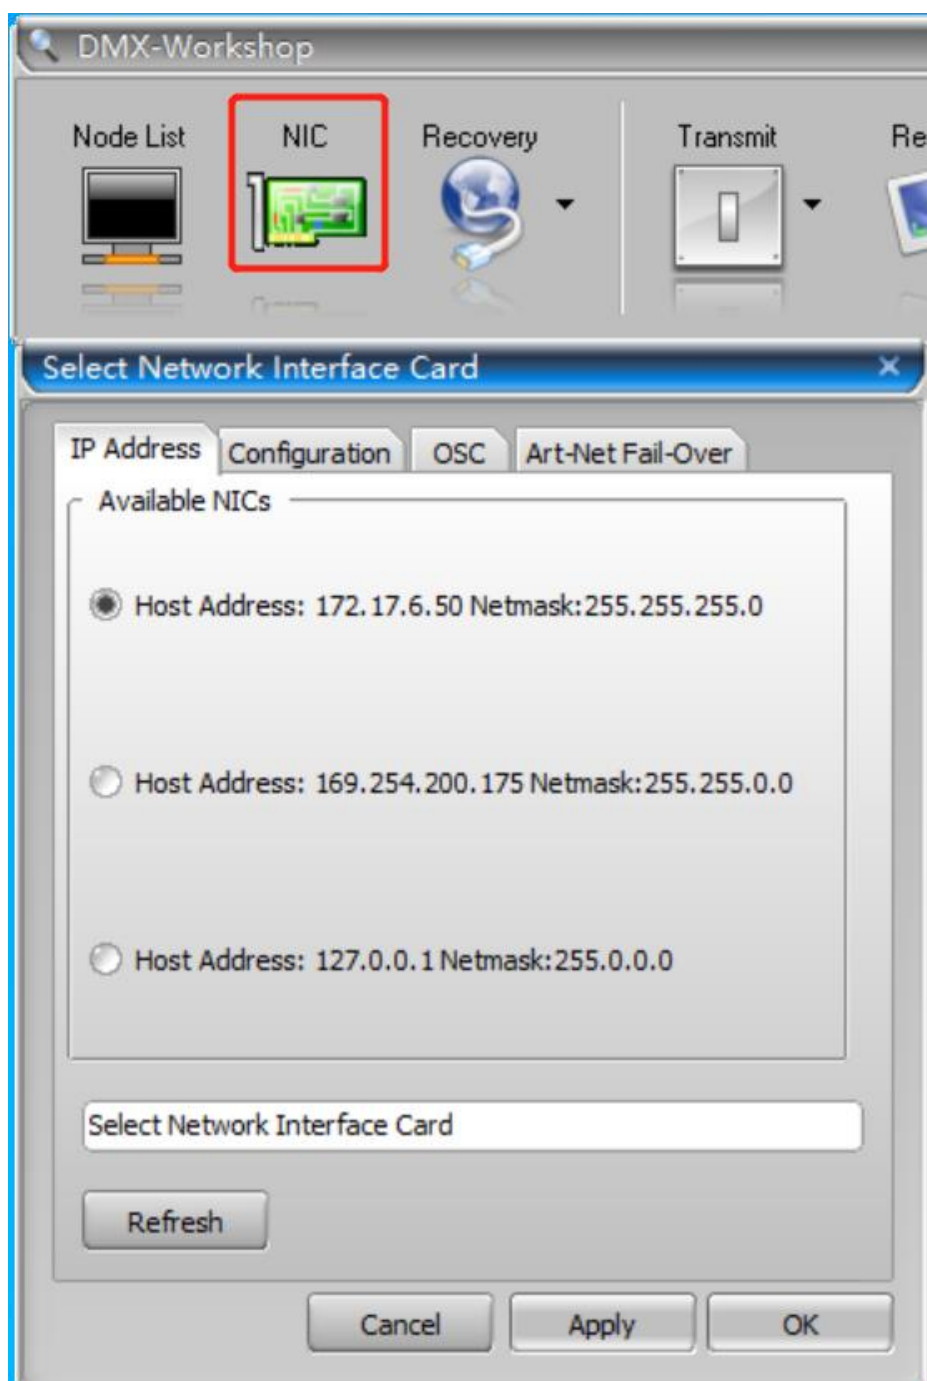 DMX-Workshop
Node List NIC Recovery Transmit Re
Select Network Interface Card
IP Address Configuration OSC Art-Net Fail-Over
Available NICs
Host Address: 172.17.6.50 Netmask:255.255.255.0
Host Address: 169.254.200.175 Netmask:255.255.0.0
Host Address: 127.0.0.1 Netmask:255.0.0.0
Select Network Interface Card
Refresh
Cancel Apply OK